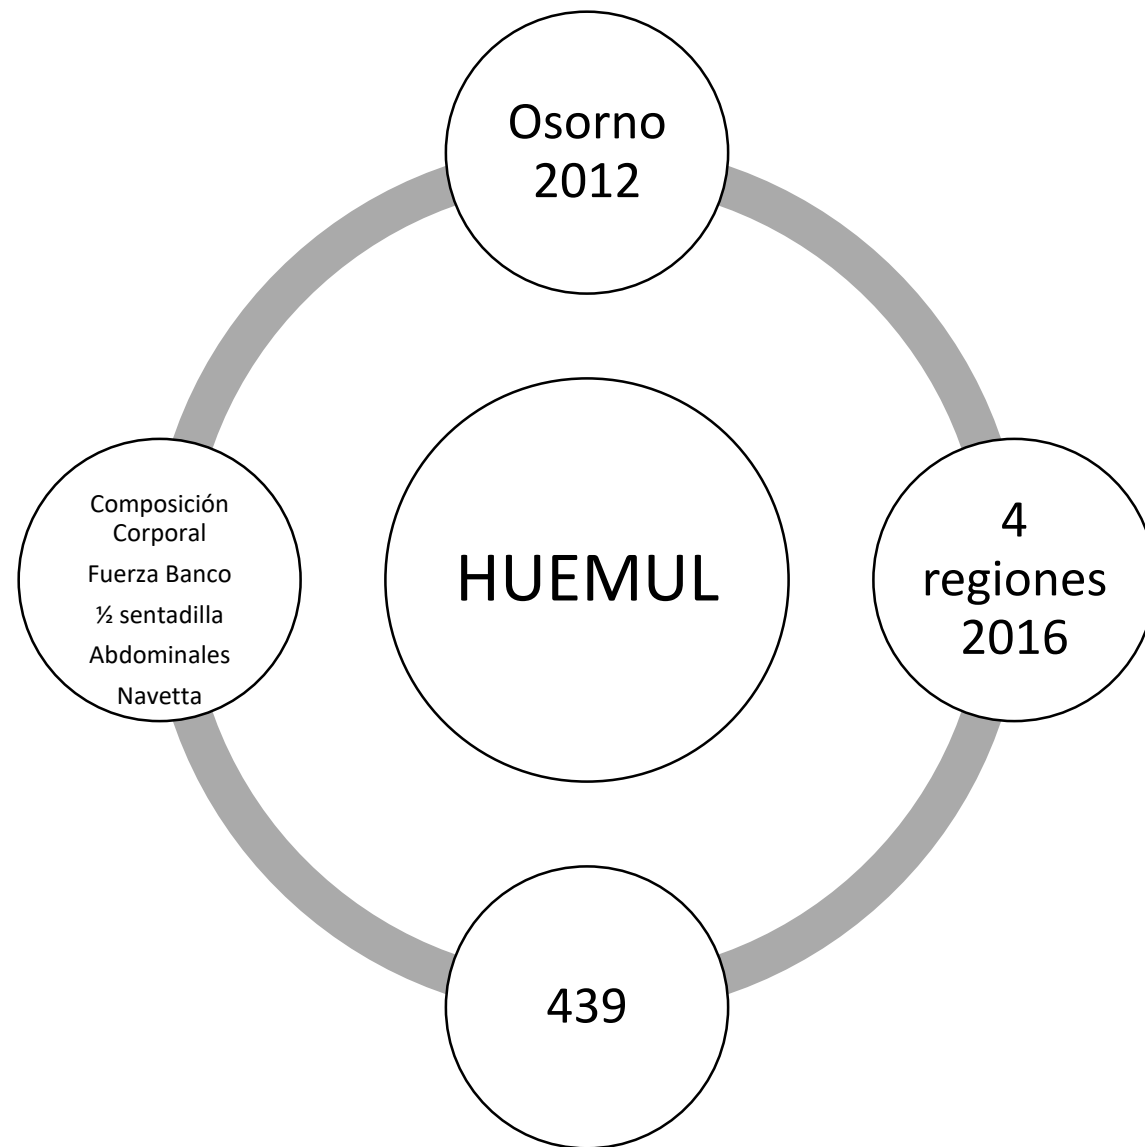 Osorno
2012
HUEMUL
4
regiones
2016
439
Composición
Corporal
Fuerza Banco
½ sentadilla
Abdominales
Navetta